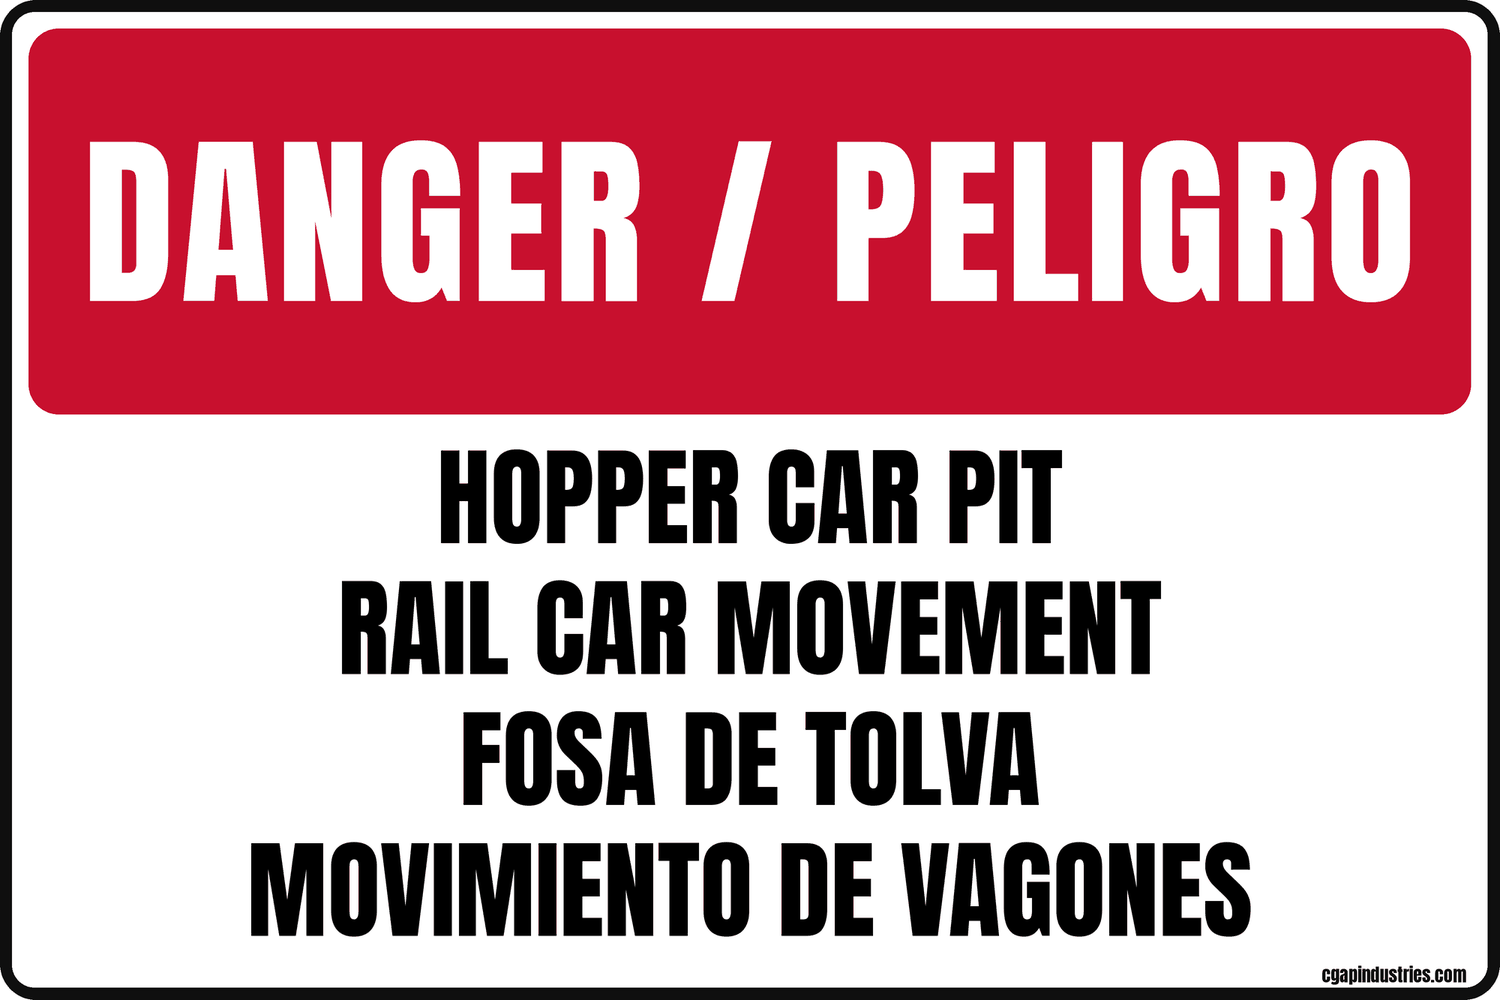 DANGER / PELIGRO
HOPPER CAR PIT
RAIL CAR MOVEMENT
FOSA DE TOLVA
MOVIMIENTO DE VAGONES
cgapindustries.com